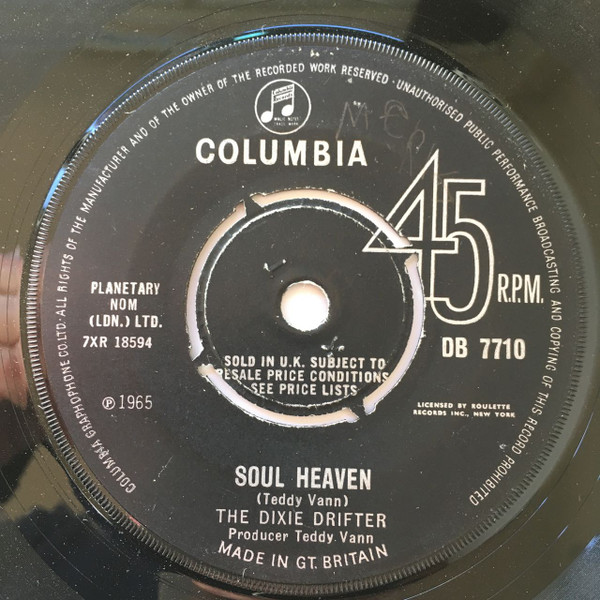 COLUMBIA GRAPHOPHONE CO.LTD. ALL RIGHTS OF THE MANUFACTURER AND OF THE OWNER OF THE RECORDED WORK RESERVED · UNAUTHORISED PUBLIC PERFORMANCE BROADCASTING AND COPYING OF THIS RECORD PROHIBITED
COLUMBIA
45
R.P.M.
PLANETARY
NOM
(LDN.) LTD.
7XR 18594
DB 7710
SOLD IN U.K. SUBJECT TO
RESALE PRICE CONDITIONS
SEE PRICE LISTS
Ⓟ 1965
LICENSED BY ROULETTE
RECORDS INC., NEW YORK
SOUL HEAVEN
(Teddy Vann)
THE DIXIE DRIFTER
Producer Teddy Vann
MADE IN GT. BRITAIN